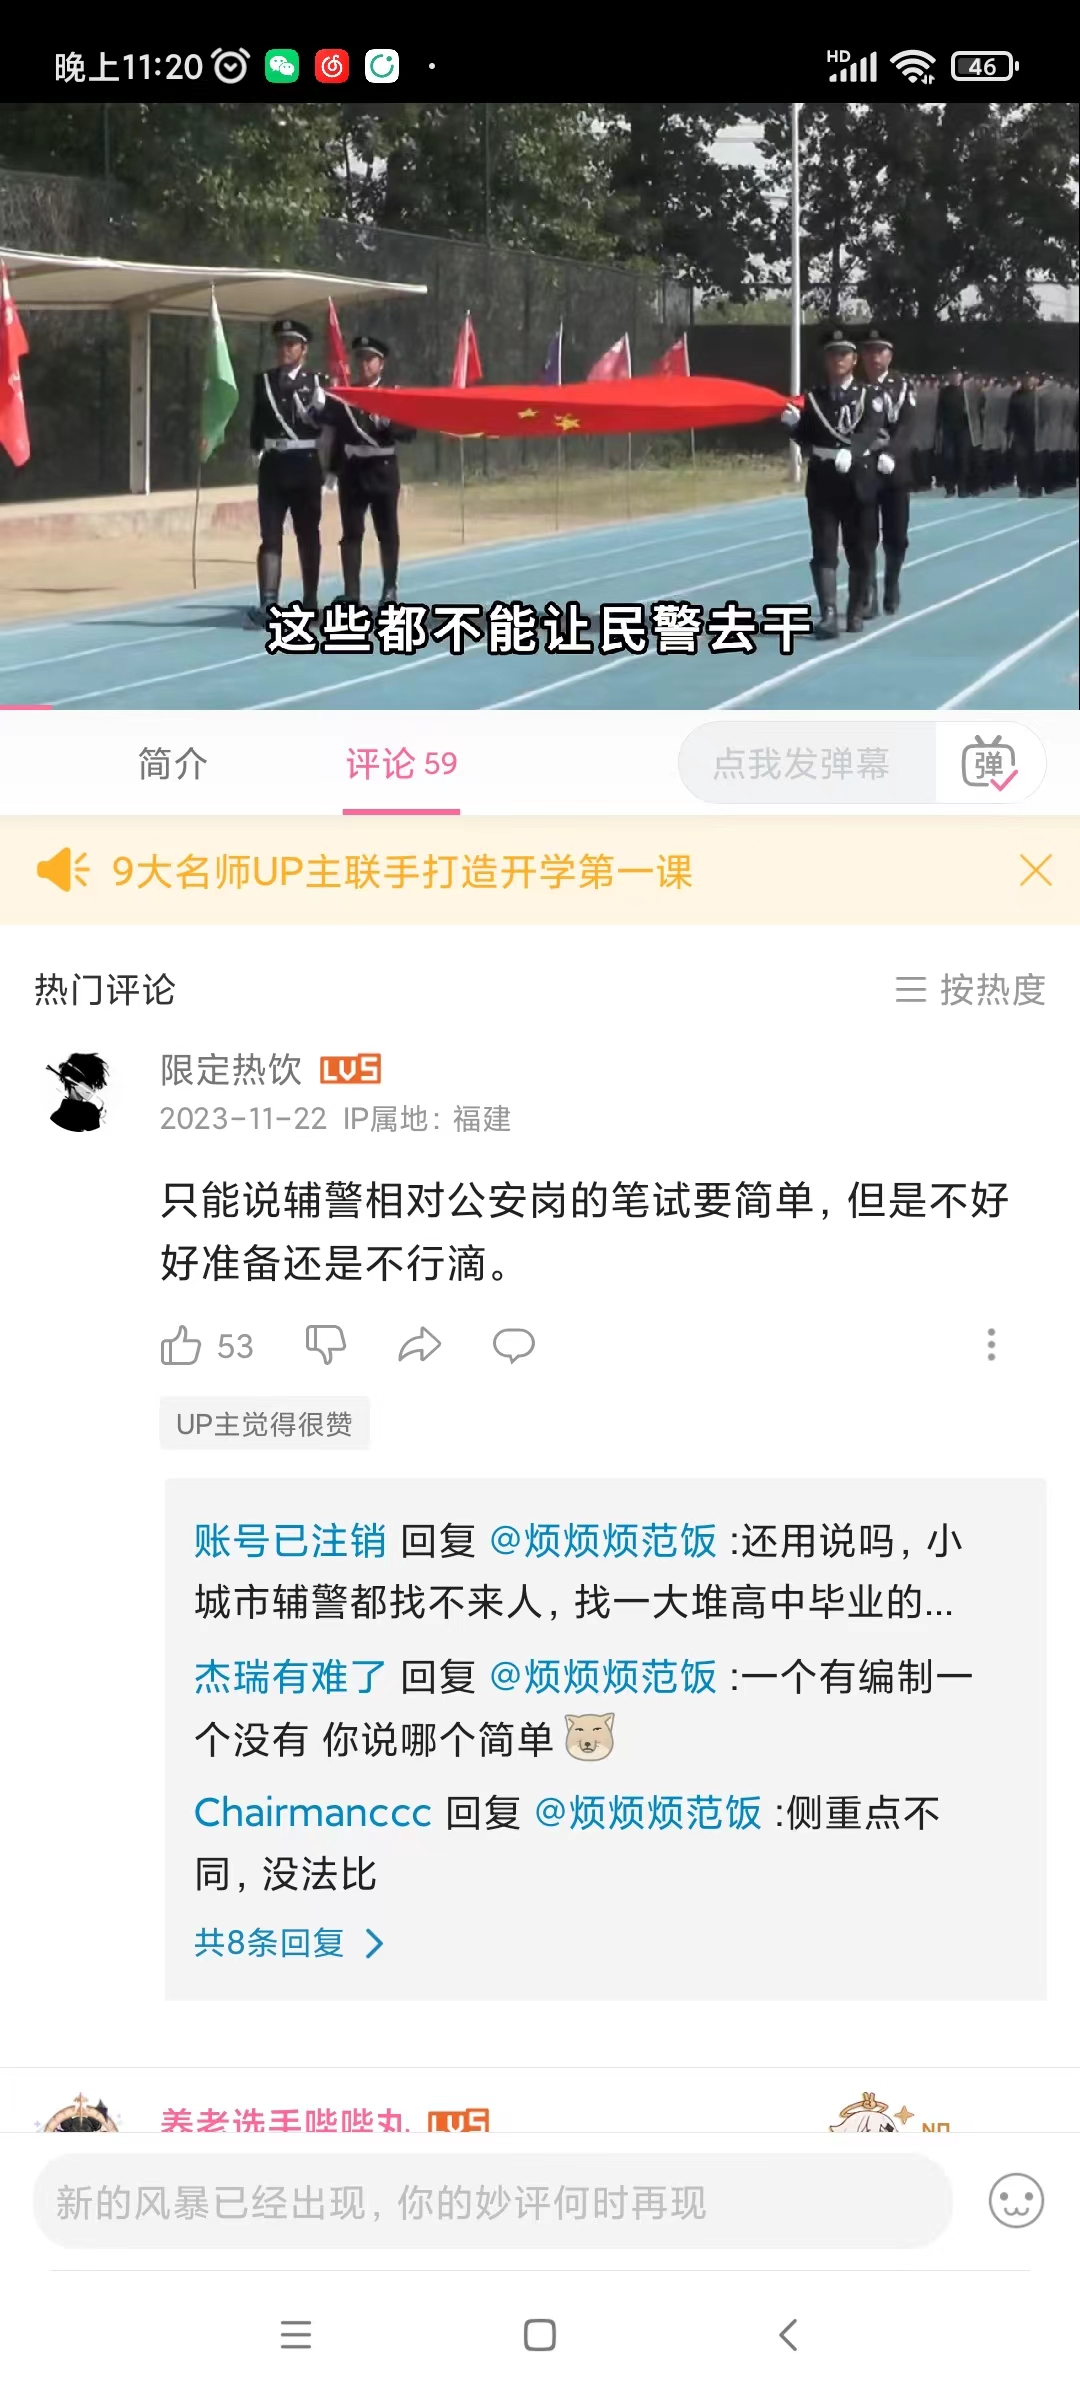 晚上11:20
HD
46
这些都不能让民警去干
简介
评论 59
点我发弹幕
弹
9大名师UP主联手打造开学第一课
热门评论
按热度
限定热饮 LV5
2023-11-22 IP属地：福建
只能说辅警相对公安岗的笔试要简单，但是不好
好准备还是不行滴。
53
UP主觉得很赞
账号已注销 回复 @烦烦烦范饭 :还用说吗，小
城市辅警都找不来人，找一大堆高中毕业的...
杰瑞有难了 回复 @烦烦烦范饭 :一个有编制一
个没有 你说哪个简单
Chairmanccc 回复 @烦烦烦范饭 :侧重点不
同，没法比
共8条回复
养老选手哔哔丸 LV5
NO
新的风暴已经出现，你的妙评何时再现